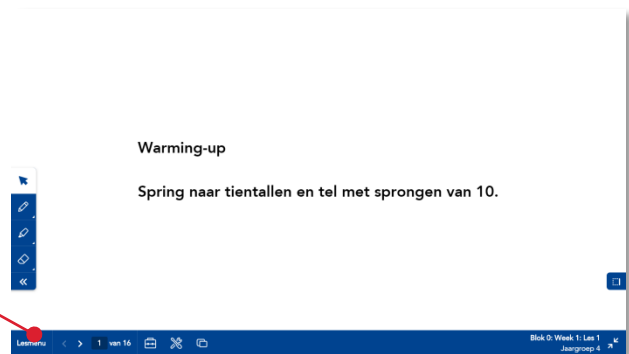 Warming-up
Spring naar tientallen en tel met sprongen van 10.
Lesmenu 1 van 16
Blok 0: Week 1: Les 1
Jaargroep 4